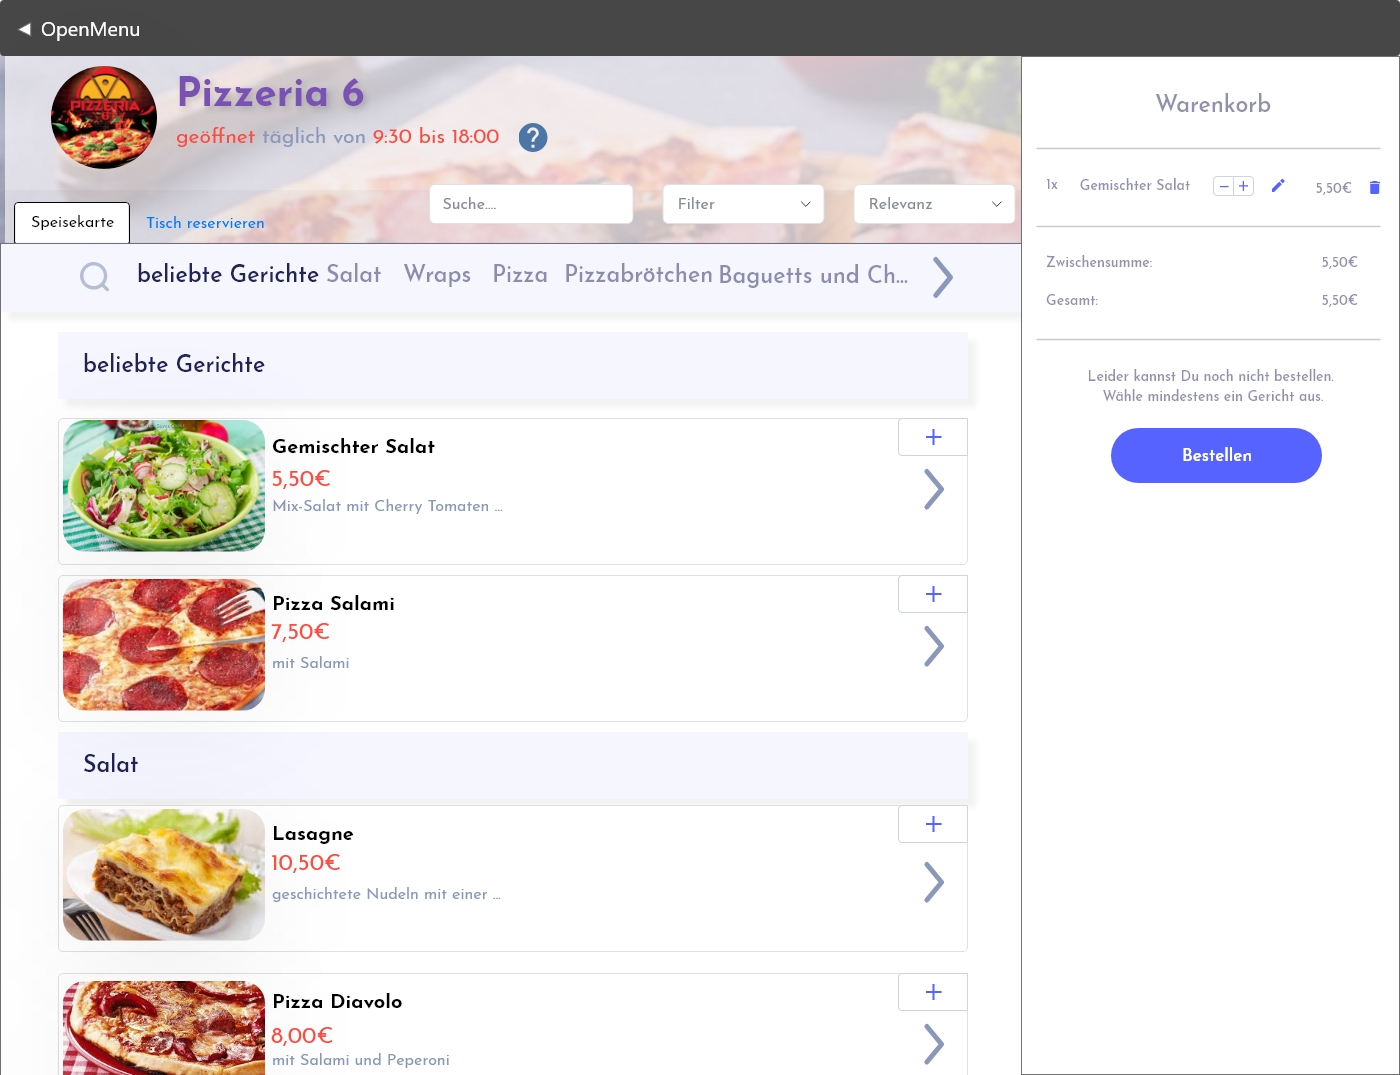 ◄ OpenMenu
PIZZERIA
Pizzeria 6
geöffnet täglich von 9:30 bis 18:00 ?
Suche....
Filter
Relevanz
Speisekarte
Tisch reservieren
beliebte Gerichte Salat Wraps Pizza Pizzabrötchen Baguetts und Ch...
beliebte Gerichte
Gemischter Salat
5,50€
Mix-Salat mit Cherry Tomaten ...
+
Pizza Salami
7,50€
mit Salami
+
Salat
Lasagne
10,50€
geschichtete Nudeln mit einer ...
+
Pizza Diavolo
8,00€
mit Salami und Peperoni
+
Warenkorb
1x Gemischter Salat − + 5,50€
Zwischensumme: 5,50€
Gesamt: 5,50€
Leider kannst Du noch nicht bestellen.
Wähle mindestens ein Gericht aus.
Bestellen